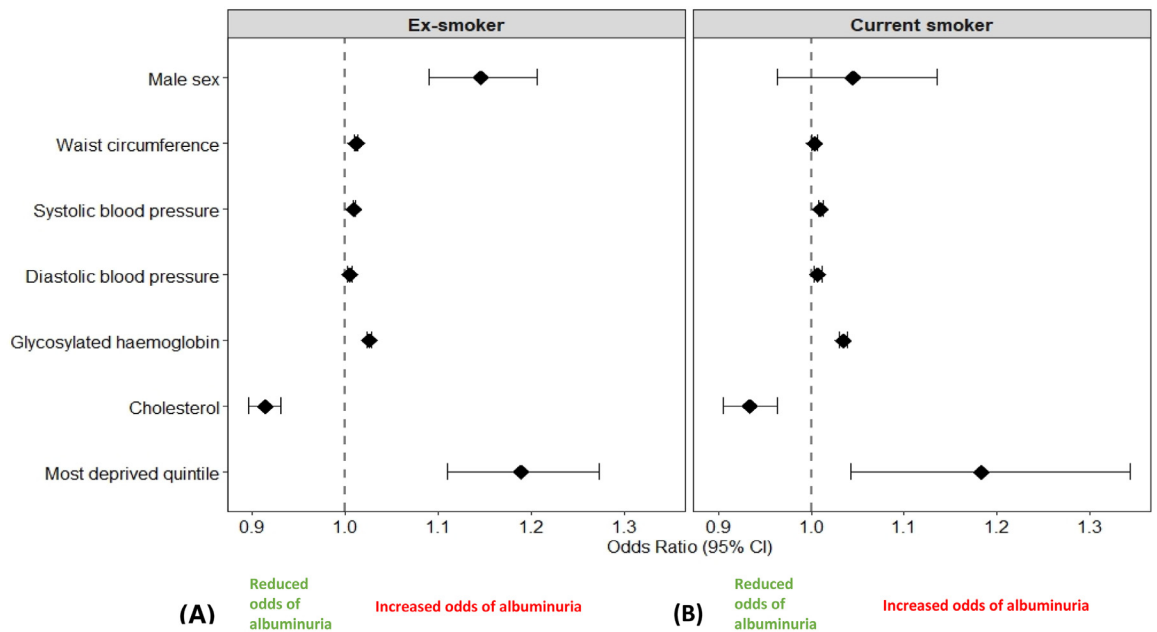 Ex-smoker
Current smoker
Male sex
Waist circumference
Systolic blood pressure
Diastolic blood pressure
Glycosylated haemoglobin
Cholesterol
Most deprived quintile
0.9 1.0 1.1 1.2 1.3
0.9 1.0 1.1 1.2 1.3
Odds Ratio (95% CI)
(A)
Reduced
odds of
albuminuria
Increased odds of albuminuria
(B)
Reduced
odds of
albuminuria
Increased odds of albuminuria